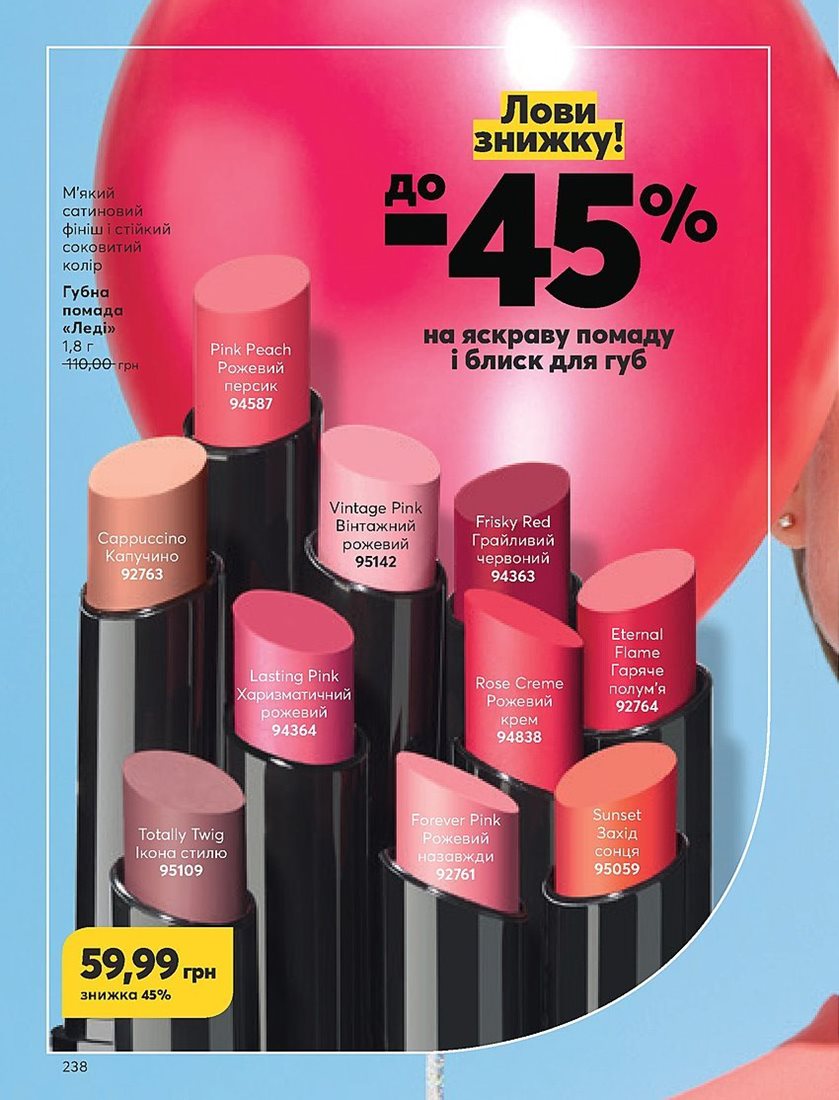 Лови
знижку!
до
-45%
на яскраву помаду
і блиск для губ
М'який
сатиновий
фініш і стійкий
соковитий
колір
Губна
помада
«Леді»
1,8 г
110,00 грн
Pink Peach
Рожевий
персик
94587
Cappuccino
Капучино
92763
Vintage Pink
Вінтажний
рожевий
95142
Frisky Red
Грайливий
червоний
94363
Eternal
Flame
Гаряче
полум'я
92764
Lasting Pink
Харизматичний
рожевий
94364
Rose Creme
Рожевий
крем
94838
Totally Twig
Ікона стилю
95109
Forever Pink
Рожевий
назавжди
92761
Sunset
Захід
сонця
95059
59,99 грн
знижка 45%
238